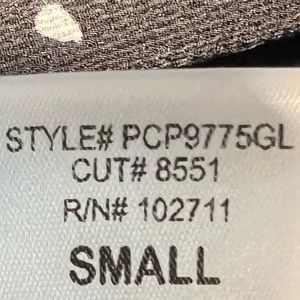 STYLE# PCP9775GL
CUT# 8551
R/N# 102711
SMALL